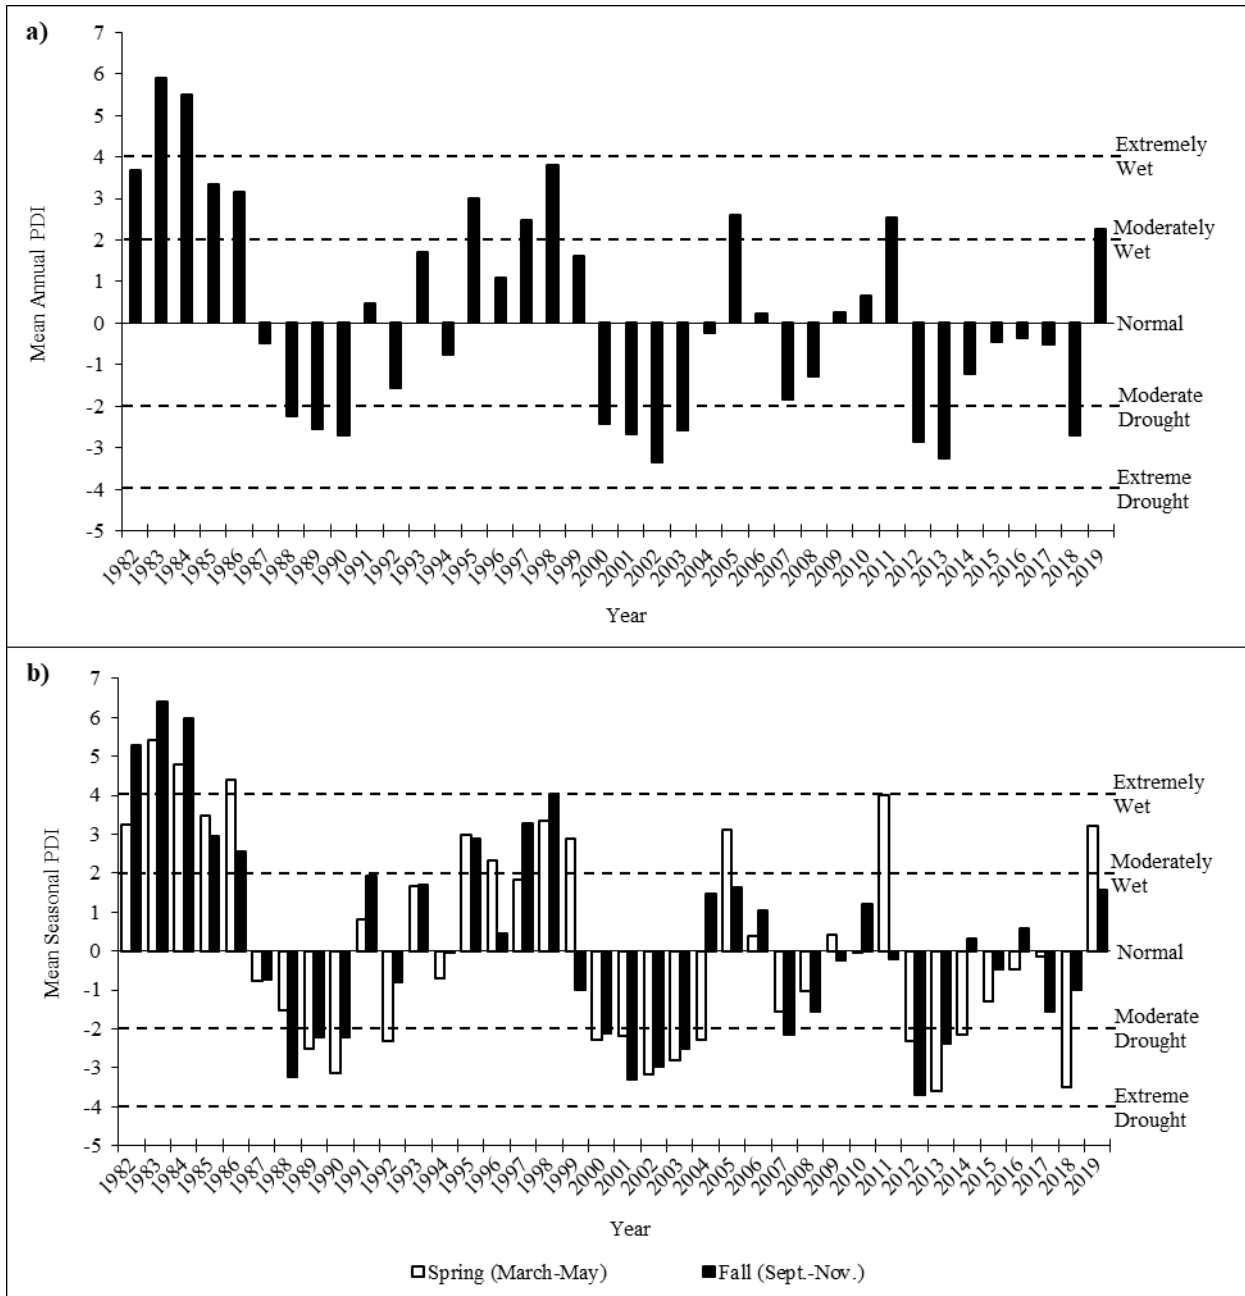 a)
7
6
5
4
3
2
1
0
-1
-2
-3
-4
-5
Mean Annual PDI
Extremely
Wet
Moderately
Wet
Normal
Moderate
Drought
Extreme
Drought
1982 1983 1984 1985 1986 1987 1988 1989 1990 1991 1992 1993 1994 1995 1996 1997 1998 1999 2000 2001 2002 2003 2004 2005 2006 2007 2008 2009 2010 2011 2012 2013 2014 2015 2016 2017 2018 2019
Year
b)
7
6
5
4
3
2
1
0
-1
-2
-3
-4
-5
Mean Seasonal PDI
Extremely
Wet
Moderately
Wet
Normal
Moderate
Drought
Extreme
Drought
1982 1983 1984 1985 1986 1987 1988 1989 1990 1991 1992 1993 1994 1995 1996 1997 1998 1999 2000 2001 2002 2003 2004 2005 2006 2007 2008 2009 2010 2011 2012 2013 2014 2015 2016 2017 2018 2019
Year
Spring (March-May) Fall (Sept.-Nov.)